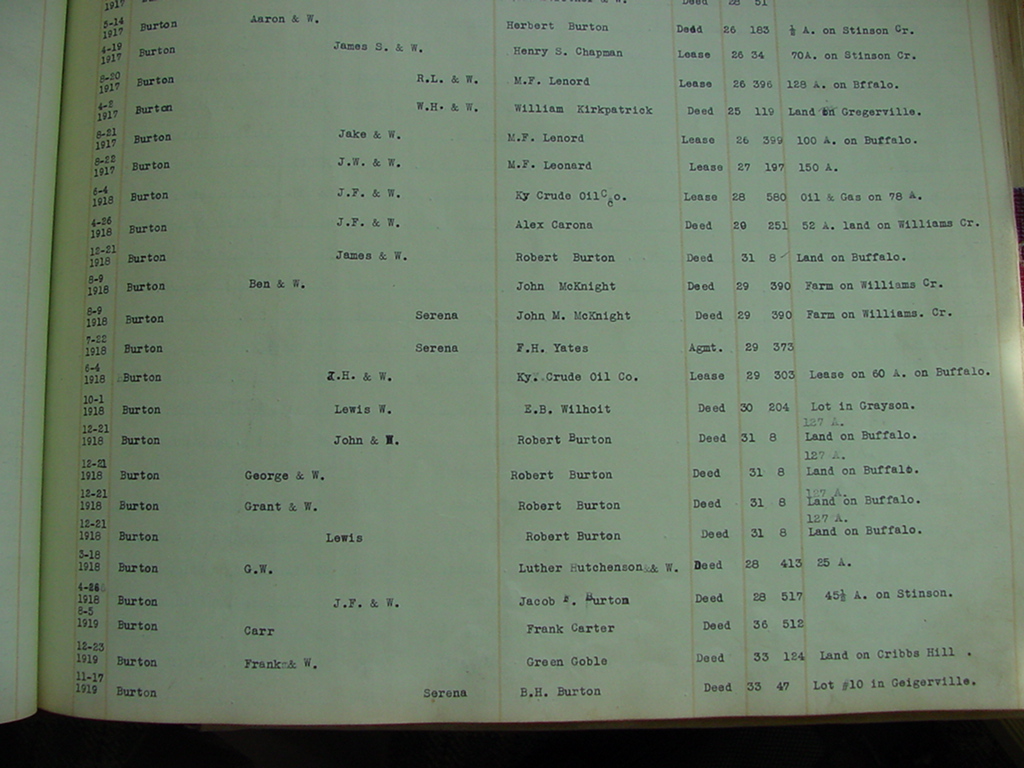 1917 Deed 28 51
5-14 1917 Burton Aaron & W. Herbert Burton Deed 26 183 ½ A. on Stinson Cr.
4-19 1917 Burton James S. & W. Henry S. Chapman Lease 26 34 70A. on Stinson Cr.
8-20 1917 Burton R.L. & W. M.F. Lenord Lease 26 396 128 A. on Bffalo.
4-2 1917 Burton W.H. & W. William Kirkpatrick Deed 25 119 Land on Gregerville.
8-21 1917 Burton Jake & W. M.F. Lenord Lease 26 399 100 A. on Buffalo.
8-22 1917 Burton J.W. & W. M.F. Leonard Lease 27 197 150 A.
6-4 1918 Burton J.F. & W. Ky Crude Oil Co. Lease 28 580 Oil & Gas on 78 A.
4-26 1918 Burton J.F. & W. Alex Carona Deed 29 251 52 A. land on Williams Cr.
12-21 1918 Burton James & W. Robert Burton Deed 31 8 Land on Buffalo.
8-9 1918 Burton Ben & W. John McKnight Deed 29 390 Farm on Williams Cr.
8-9 1918 Burton Serena John M. McKnight Deed 29 390 Farm on Williams. Cr.
7-22 1918 Burton Serena F.H. Yates Agmt. 29 373
6-4 1918 Burton .H. & W. Ky. Crude Oil Co. Lease 29 303 Lease on 60 A. on Buffalo.
10-1 1918 Burton Lewis W. E.B. Wilhoit Deed 30 204 Lot in Grayson.
127 A.
12-21 1918 Burton John & W. Robert Burton Deed 31 8 Land on Buffalo.
127 A.
12-21 1918 Burton George & W. Robert Burton Deed 31 8 Land on Buffalo.
127 A.
12-21 1918 Burton Grant & W. Robert Burton Deed 31 8 Land on Buffalo.
127 A.
12-21 1918 Burton Lewis Robert Burton Deed 31 8 Land on Buffalo.
3-18 1918 Burton G.W. Luther Hutchenson & W. Deed 28 413 25 A.
4-26 1918 Burton J.F. & W. Jacob Burton Deed 28 517 45½ A. on Stinson.
8-5 1919 Burton Carr Frank Carter Deed 36 512
12-23 1919 Burton Frank & W. Green Goble Deed 33 124 Land on Cribbs Hill .
11-17 1919 Burton Serena B.H. Burton Deed 33 47 Lot #10 in Geigerville.